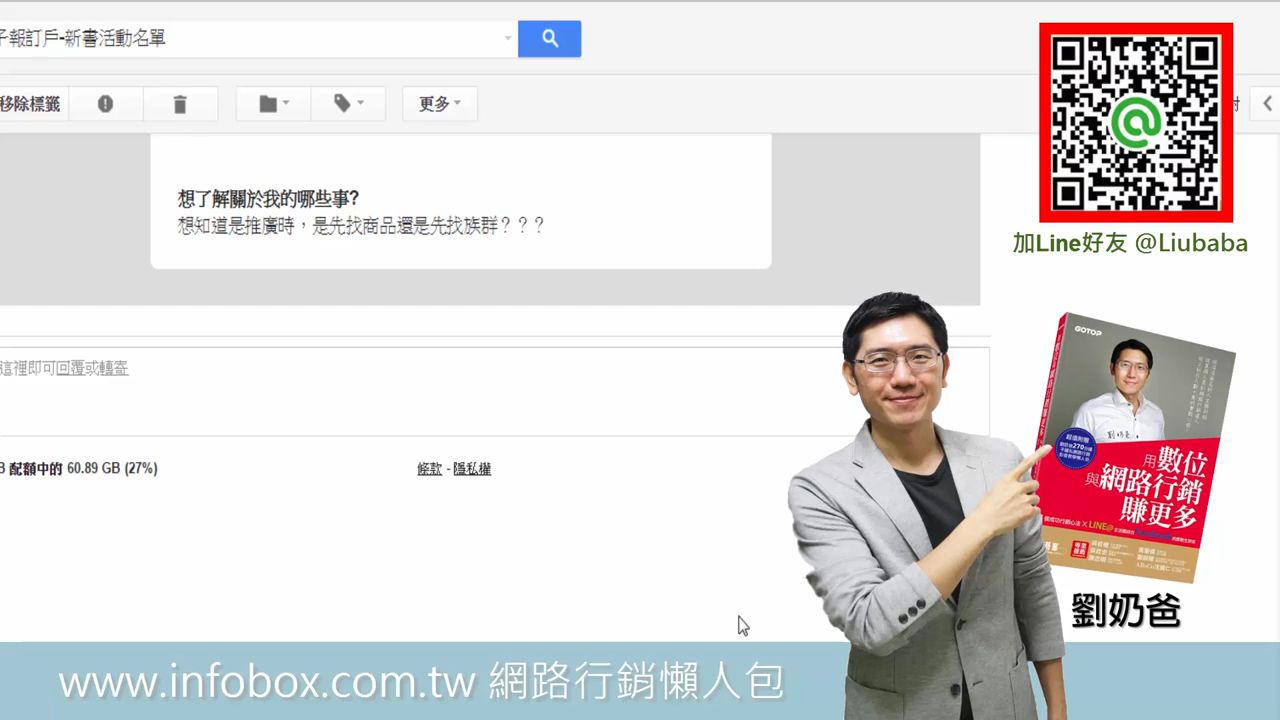 子報訂戶-新書活動名單
移除標籤
更多
想了解關於我的哪些事?
想知道是推廣時，是先找商品還是先找族群？？？
這裡即可回覆或轉寄
配額中的 60.89 GB (27%)
條款 - 隱私權
加Line好友 @Liubaba
GOTOP
用數位
與網路行銷
賺更多
劉奶爸
www.infobox.com.tw 網路行銷懶人包